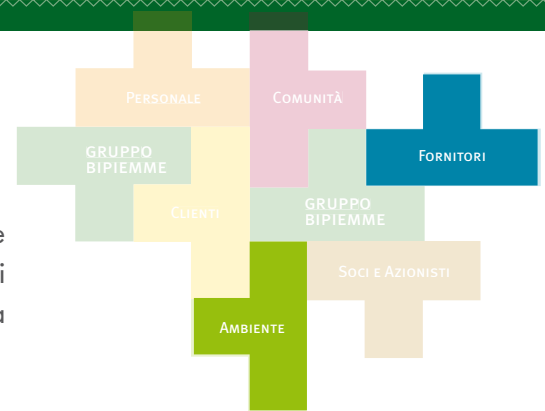 PERSONALE
COMUNITÀ
FORNITORI
GRUPPO
BIPIEMME
CLIENTI
GRUPPO
BIPIEMME
SOCI E AZIONISTI
AMBIENTE